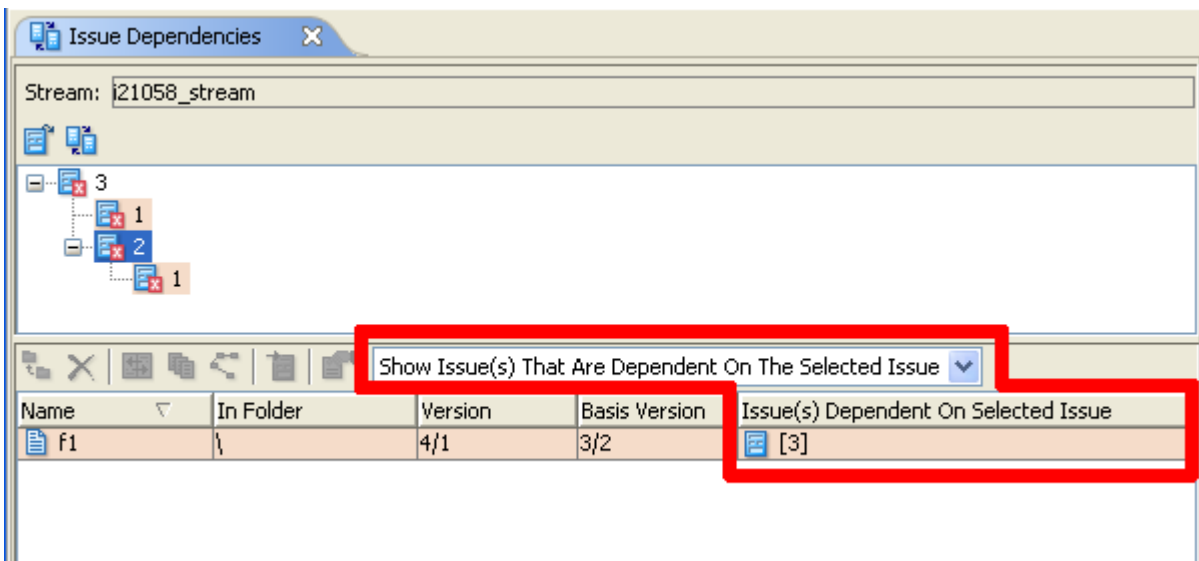 Issue Dependencies
Stream: i21058_stream
3
1
2
1
Show Issue(s) That Are Dependent On The Selected Issue
Name In Folder Version Basis Version Issue(s) Dependent On Selected Issue
f1 \ 4/1 3/2 [3]